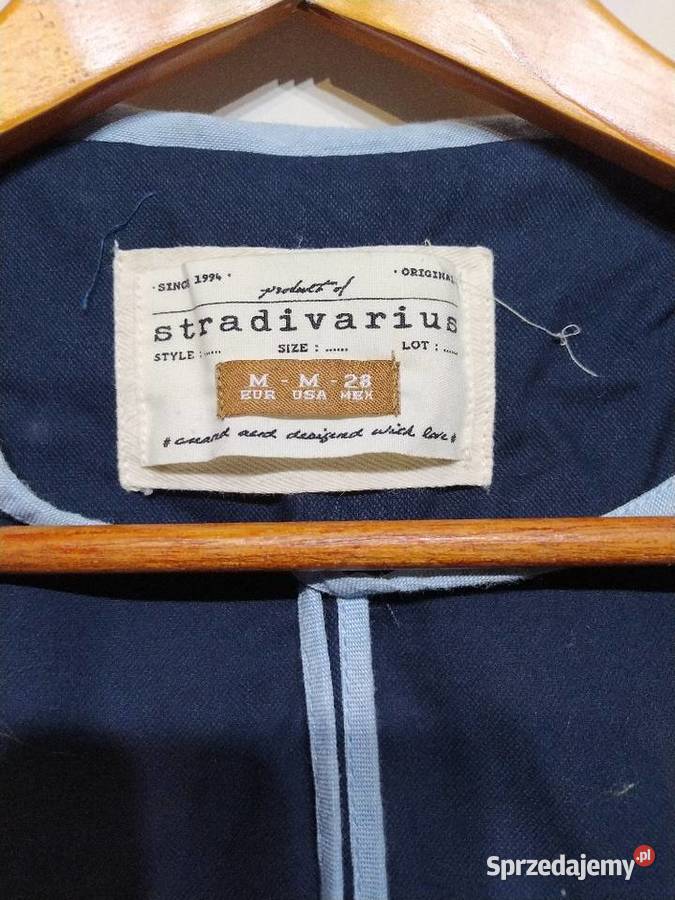 ·SINCE 1994 · · ORIGINAL
product of
stradivarius
STYLE :...... SIZE : ...... LOT : .....
M - M - 28
EUR USA MEX
and designed with love
Sprzedajemy.pl